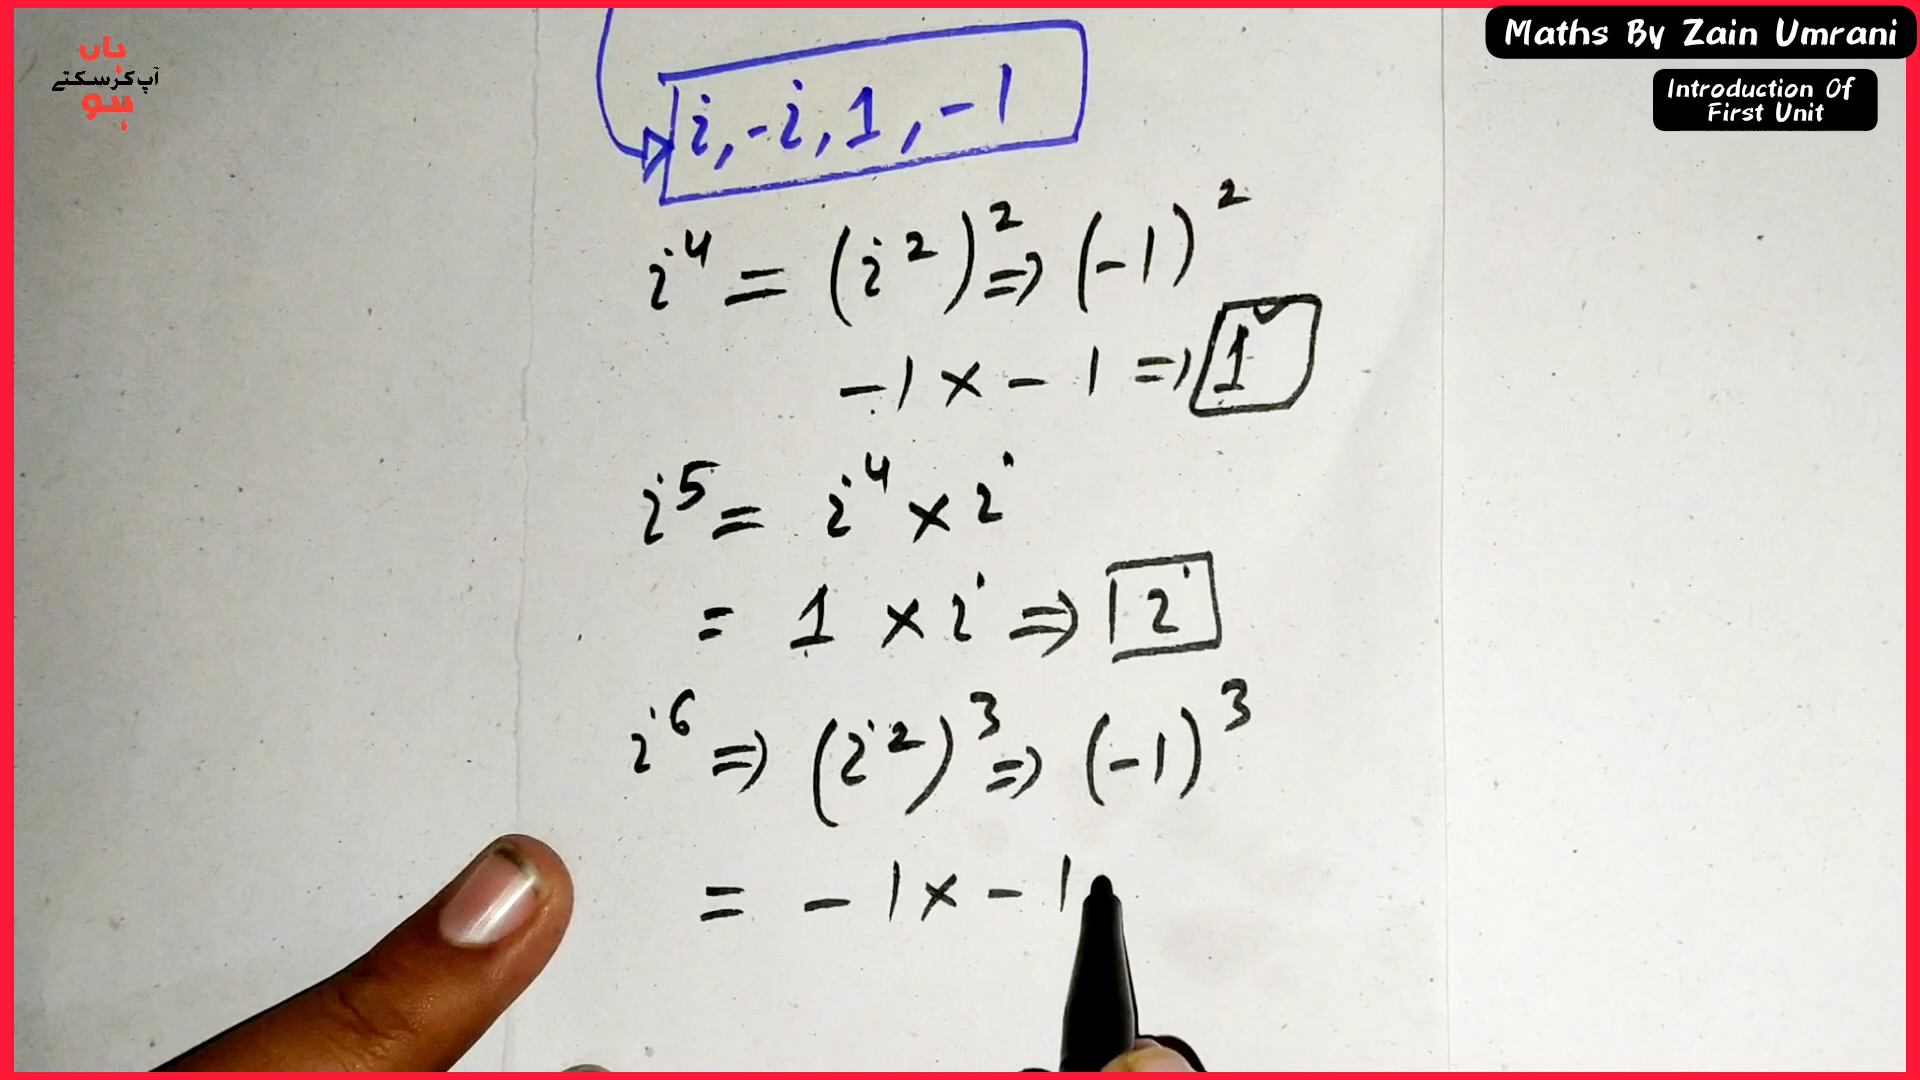 ہاں
آپ کرسکتے
ہو
Maths By Zain Umrani
Introduction Of
First Unit
i, -i, 1, -1
i⁴ = (i²)² ⇒ (-1)²
-1 × - 1 ⇒ 1
i⁵ = i⁴ × i
= 1 × i ⇒ i
i⁶ ⇒ (i²)³ ⇒ (-1)³
= -1 × -1